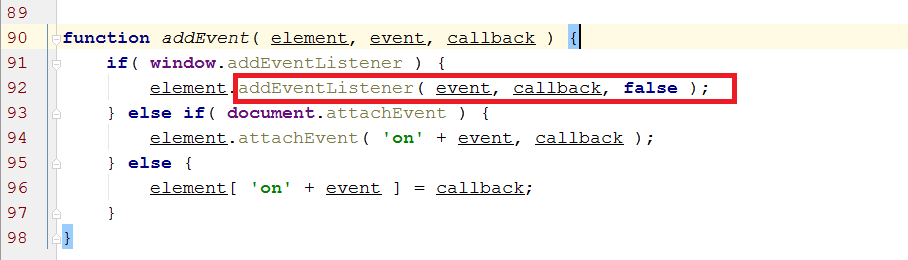 89
90 function addEvent( element, event, callback ) {
91 if( window.addEventListener ) {
92 element.addEventListener( event, callback, false );
93 } else if( document.attachEvent ) {
94 element.attachEvent( 'on' + event, callback );
95 } else {
96 element[ 'on' + event ] = callback;
97 }
98 }